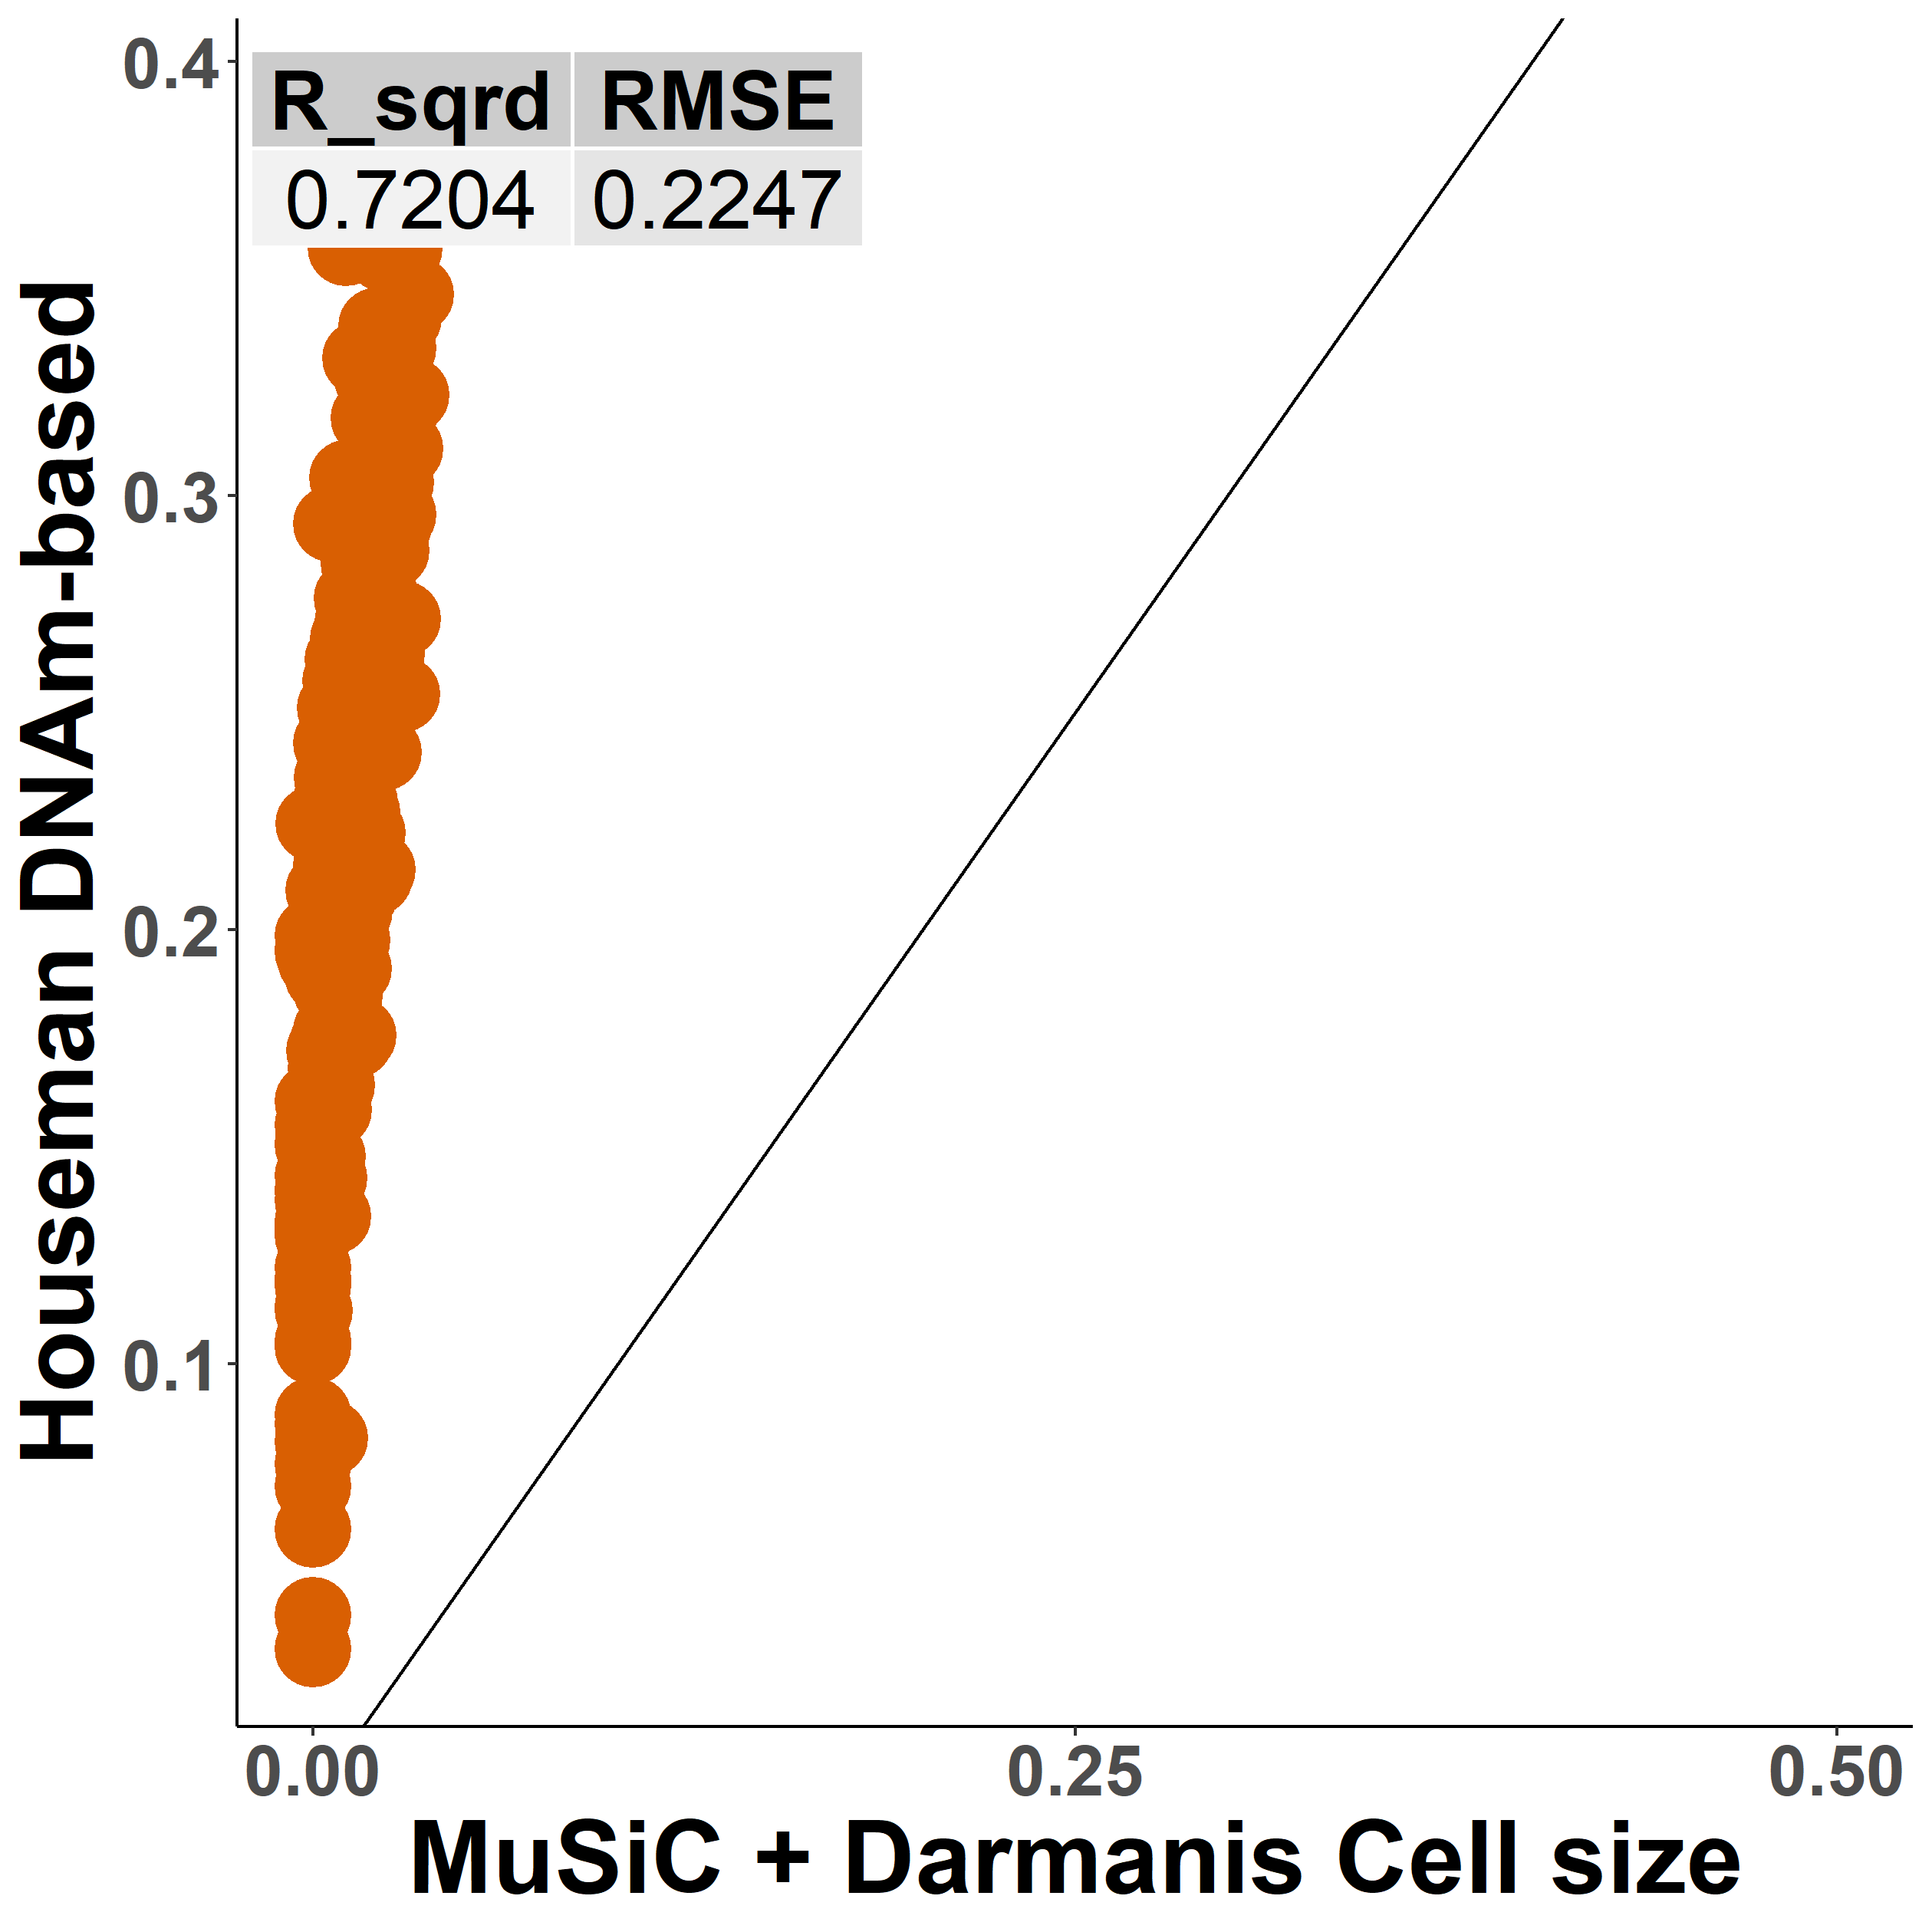 Houseman DNAm-based
0.4
0.3
0.2
0.1
R_sqrd RMSE
0.7204 0.2247
0.00 0.25 0.50
MuSiC + Darmanis Cell size